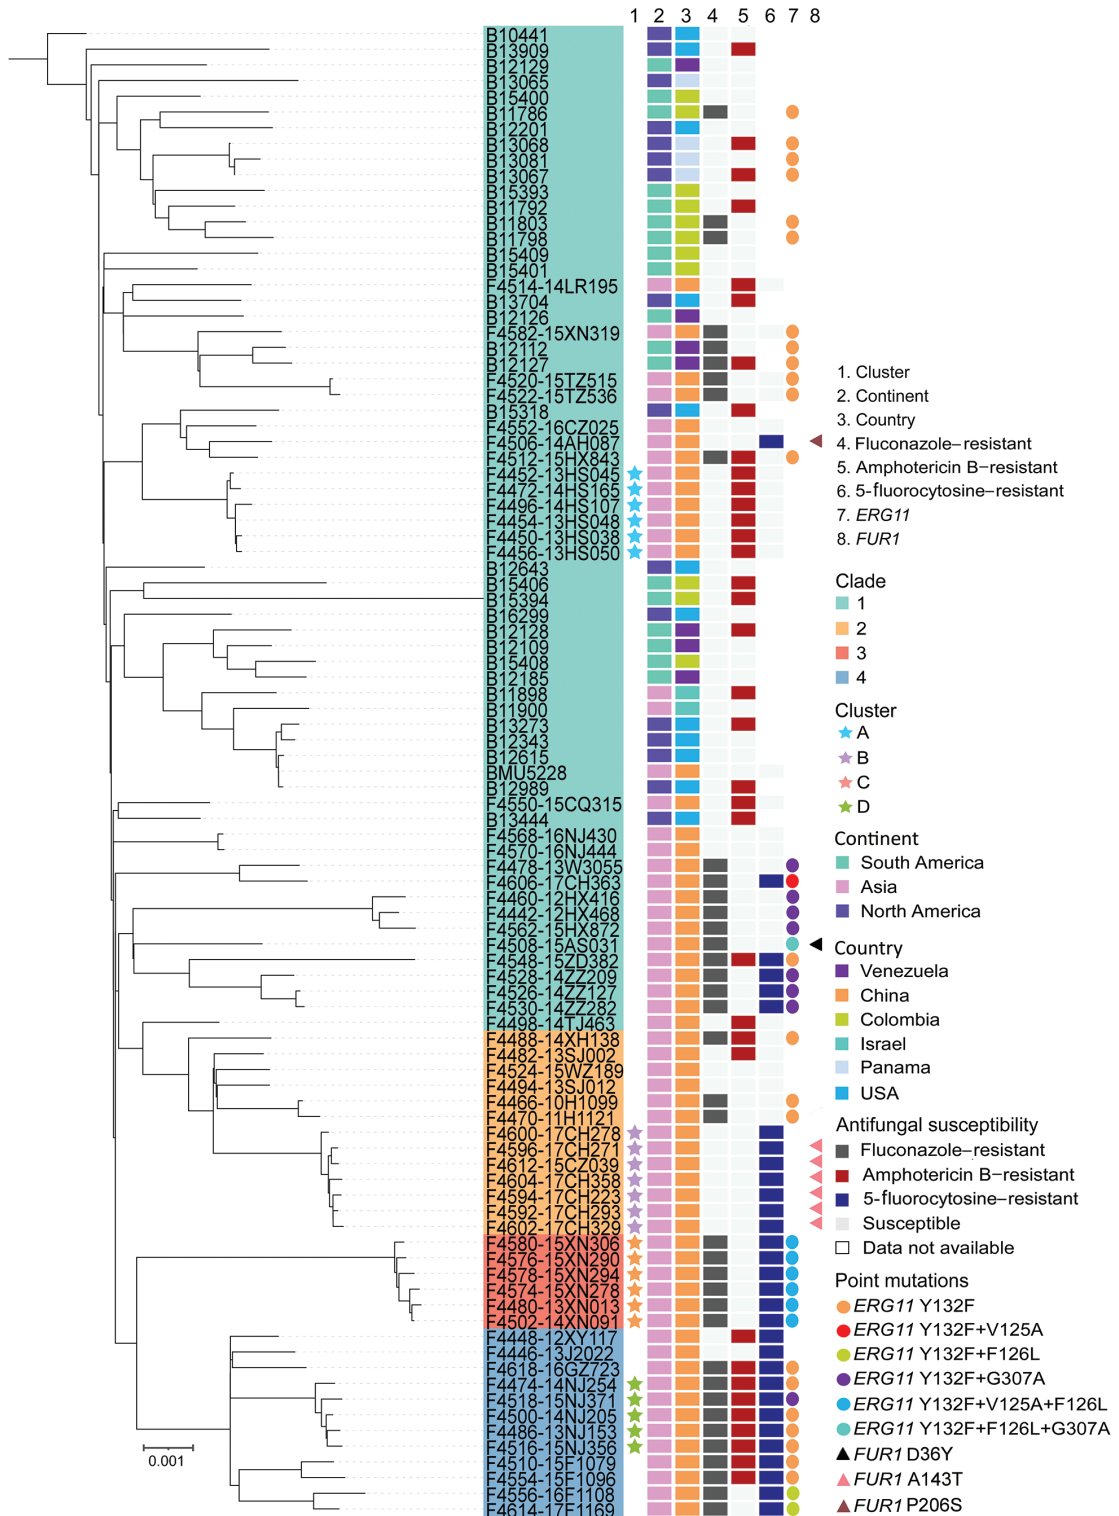 1 2 3 4 5 6 7 8
B10441
B13909
B12129
B13065
B15400
B11786
B12201
B13068
B13081
B13067
B15393
B11792
B11803
B11798
B15409
B15401
F4514-14LR195
B13704
B12126
F4582-15XN319
B12112
B12127
F4520-15TZ515
F4522-15TZ536
B15318
F4552-16CZ025
F4506-14AH087
F4512-15HX843
F4452-13HS045
F4472-14HS165
F4496-14HS107
F4454-13HS048
F4450-13HS038
F4456-13HS050
B12643
B15406
B15394
B16299
B12128
B12109
B15408
B12185
B11898
B11900
B13273
B12343
B12615
BMU5228
B12989
F4550-15CQ315
B13444
F4568-16NJ430
F4570-16NJ444
F4478-13W3055
F4606-17CH363
F4460-12HX416
F4442-12HX468
F4562-15HX872
F4508-15AS031
F4548-15ZD382
F4528-14ZZ209
F4526-14ZZ127
F4530-14ZZ282
F4498-14TJ463
F4488-14XH138
F4482-13SJ002
F4524-15WZ189
F4494-13SJ012
F4466-10H1099
F4470-11H1121
F4600-17CH278
F4596-17CH271
F4612-15CZ039
F4604-17CH358
F4594-17CH223
F4592-17CH293
F4602-17CH329
F4580-15XN306
F4576-15XN290
F4578-15XN294
F4574-15XN278
F4480-13XN013
F4502-14XN091
F4448-12XY117
F4446-13J2022
F4618-16GZ723
F4474-14NJ254
F4518-15NJ371
F4500-14NJ205
F4486-13NJ153
F4516-15NJ356
F4510-15F1079
F4554-15F1096
F4556-16F1108
F4614-17F1169
0.001
1. Cluster
2. Continent
3. Country
4. Fluconazole–resistant
5. Amphotericin B–resistant
6. 5-fluorocytosine–resistant
7. ERG11
8. FUR1
Clade
1
2
3
4
Cluster
A
B
C
D
Continent
South America
Asia
North America
Country
Venezuela
China
Colombia
Israel
Panama
USA
Antifungal susceptibility
Fluconazole–resistant
Amphotericin B–resistant
5-fluorocytosine–resistant
Susceptible
Data not available
Point mutations
ERG11 Y132F
ERG11 Y132F+V125A
ERG11 Y132F+F126L
ERG11 Y132F+G307A
ERG11 Y132F+V125A+F126L
ERG11 Y132F+F126L+G307A
FUR1 D36Y
FUR1 A143T
FUR1 P206S